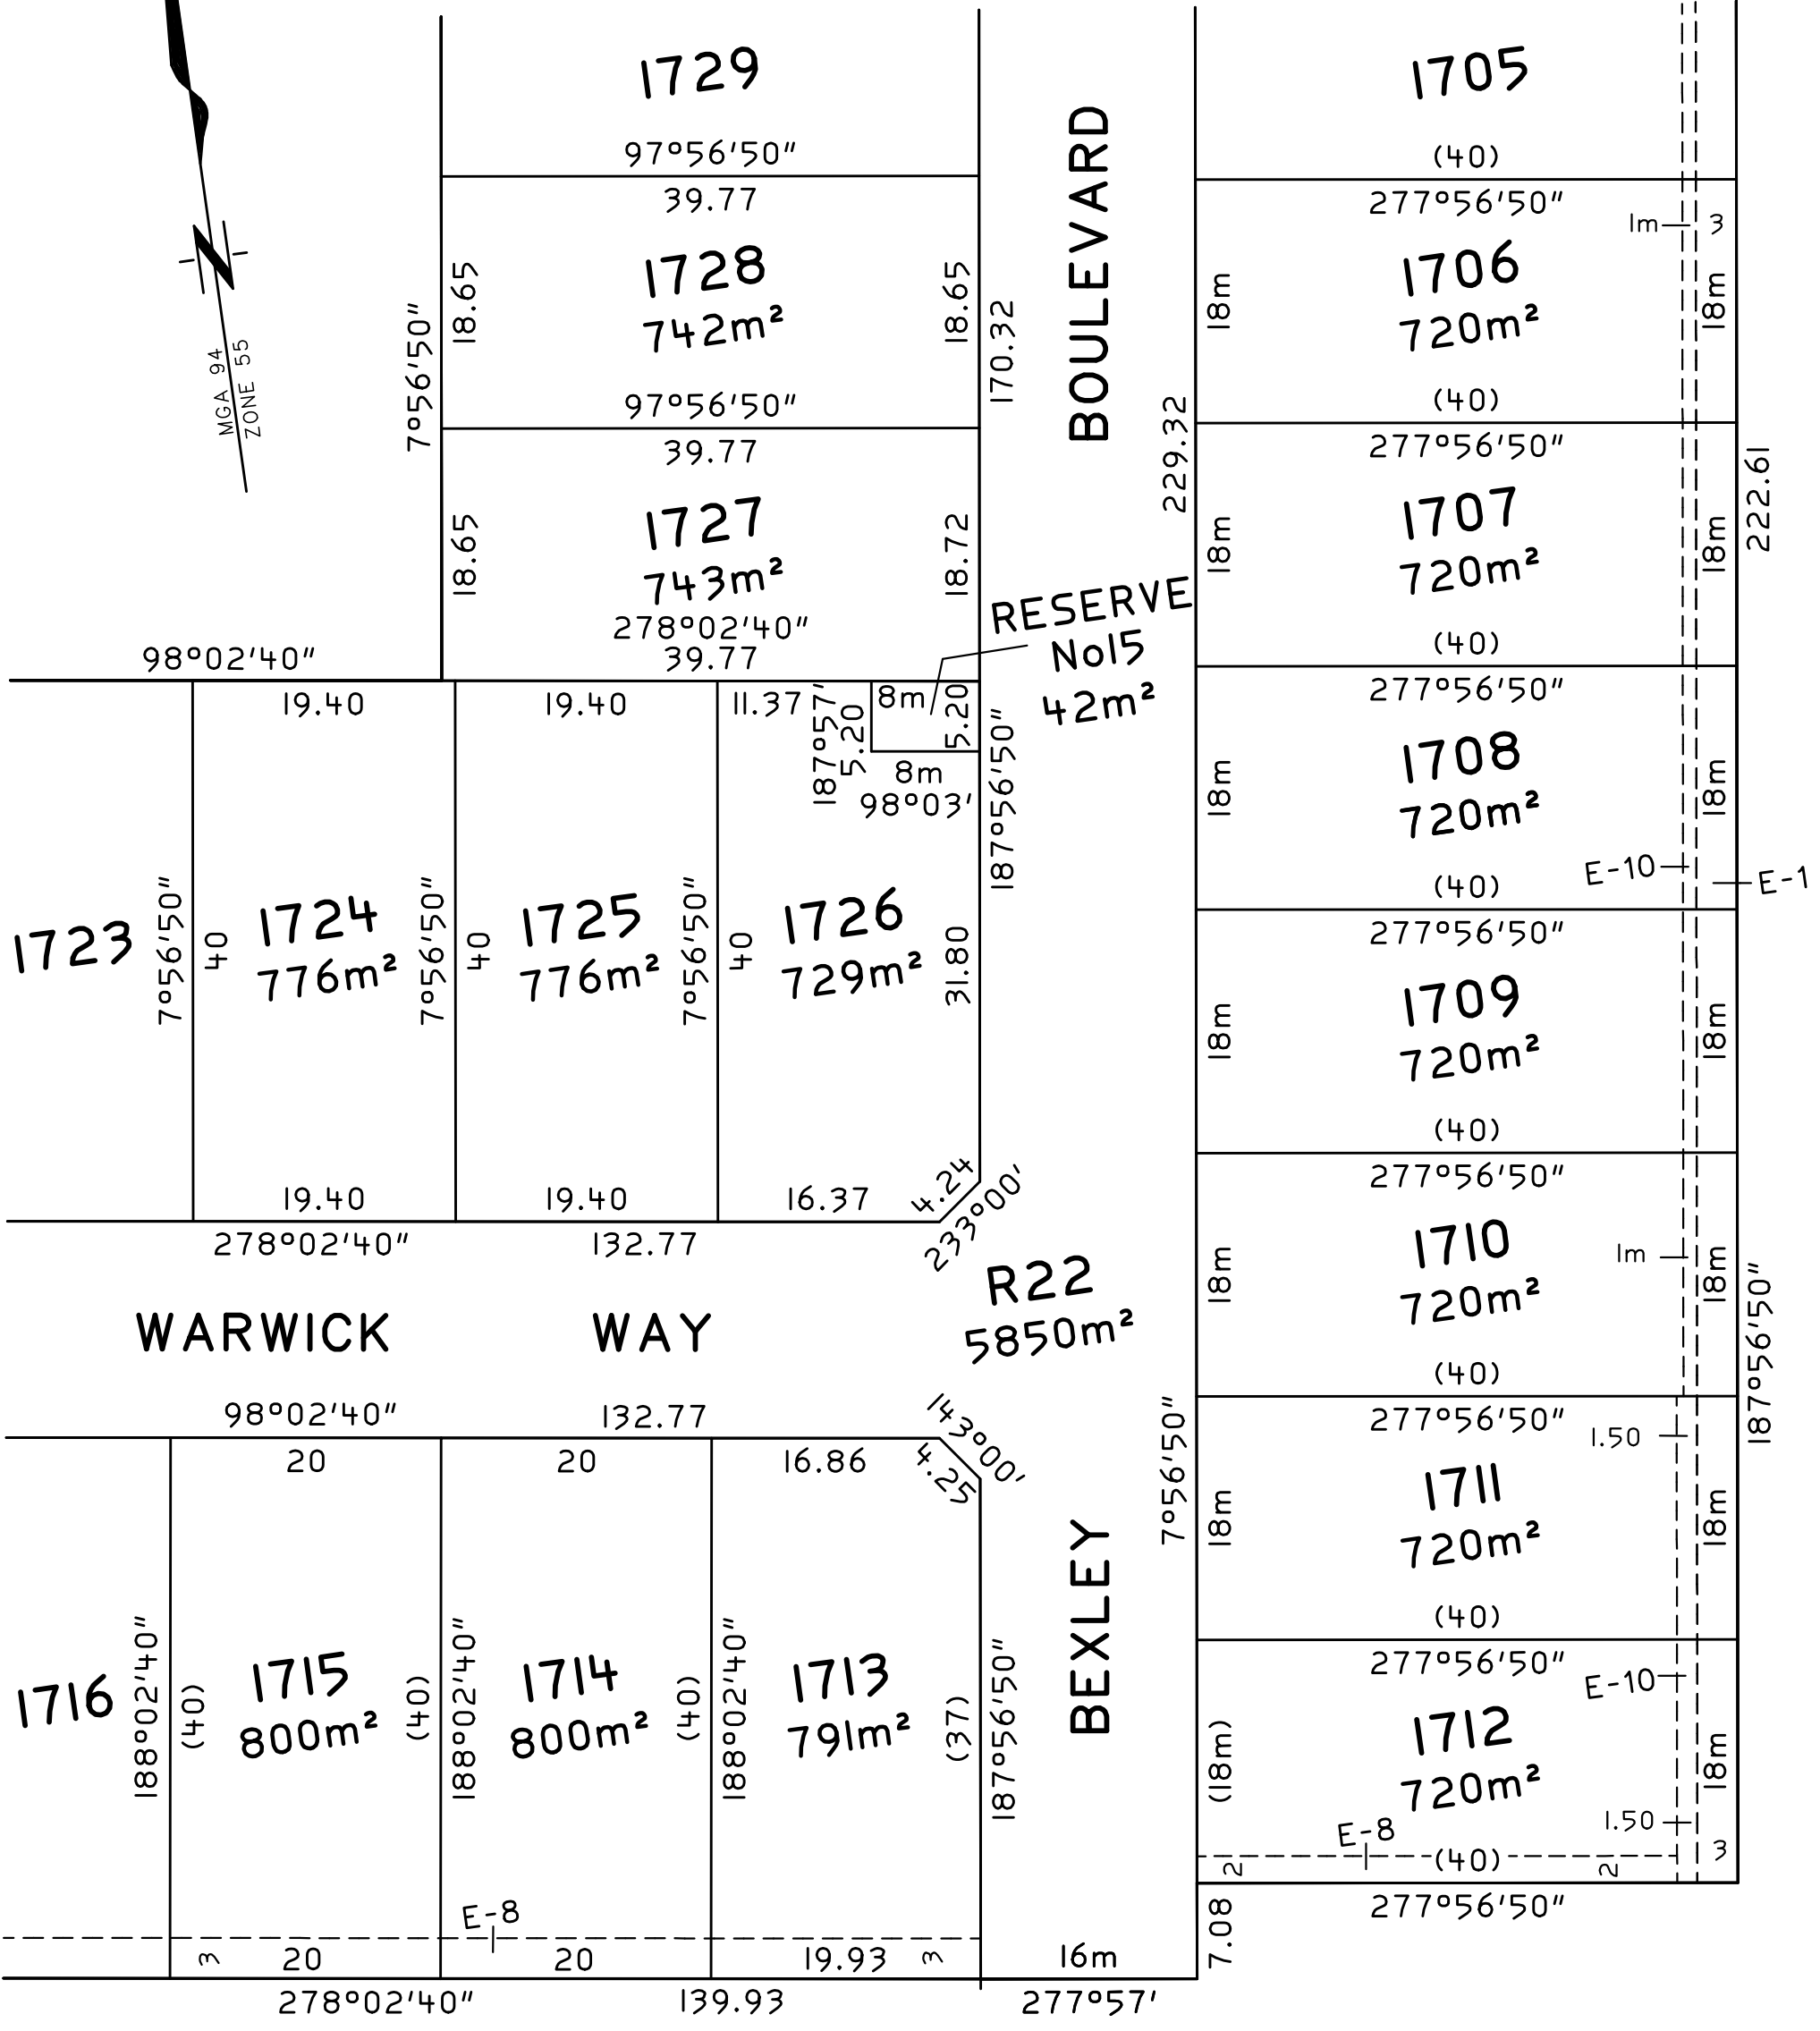 1729
97°56'50"
39.77
1728
742m²
18.65
18.65
7°56'50"
170.32
97°56'50"
39.77
1727
743m²
18.65
18.72
278°02'40"
39.77
MGA 94
ZONE 55
BOULEVARD
RESERVE
No15
42m²
98°02'40"
19.40
19.40
11.37
187°57'
5.20
8m
5.20
8m
98°03'
187°56'50"
1723
7°56'50"
40
1724
776m²
7°56'50"
40
1725
776m²
7°56'50"
40
1726
729m²
31.80
19.40
19.40
16.37
4.24
233°00'
278°02'40"
132.77
WARWICK WAY
R22
5850m²
98°02'40"
132.77
143°00'
4.25
20
20
16.86
1716
188°02'40"
(40)
1715
800m²
(40)
188°02'40"
1714
800m²
(40)
188°02'40"
1713
791m²
(37)
187°56'50"
BEXLEY
E-8
3
20
20
19.93
3
278°02'40"
139.93
16m
277°57'
7.08
1705
(40)
277°56'50"
1m
3
1706
720m²
18m
18m
(40)
229.32
222.61
277°56'50"
1707
720m²
18m
18m
(40)
277°56'50"
1708
720m²
18m
18m
E-10
E-1
(40)
277°56'50"
1709
720m²
18m
18m
(40)
277°56'50"
1710
720m²
18m
1m
18m
(40)
187°56'50"
7°56'50"
277°56'50"
1.50
1711
720m²
18m
18m
(40)
277°56'50"
E-10
1712
720m²
(18m)
18m
1.50
E-8
2
(40)
2
3
277°56'50"